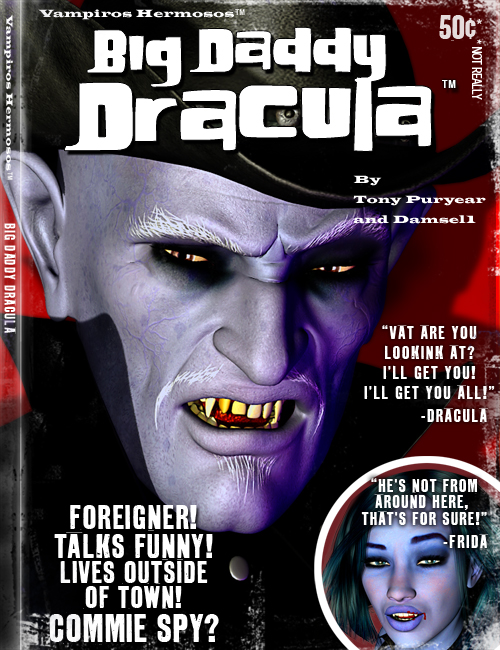 Vampiros Hermosos™
50¢*
* NOT REALLY
Big Daddy
Dracula™
By
Tony Puryear
and Damsel1
Vampiros Hermosos™
BIG DADDY DRACULA
"VAT ARE YOU
LOOKINK AT?
I'LL GET YOU!
I'LL GET YOU ALL!"
-DRACULA
"HE'S NOT FROM
AROUND HERE,
THAT'S FOR SURE!"
-FRIDA
FOREIGNER!
TALKS FUNNY!
LIVES OUTSIDE
OF TOWN!
COMMIE SPY?